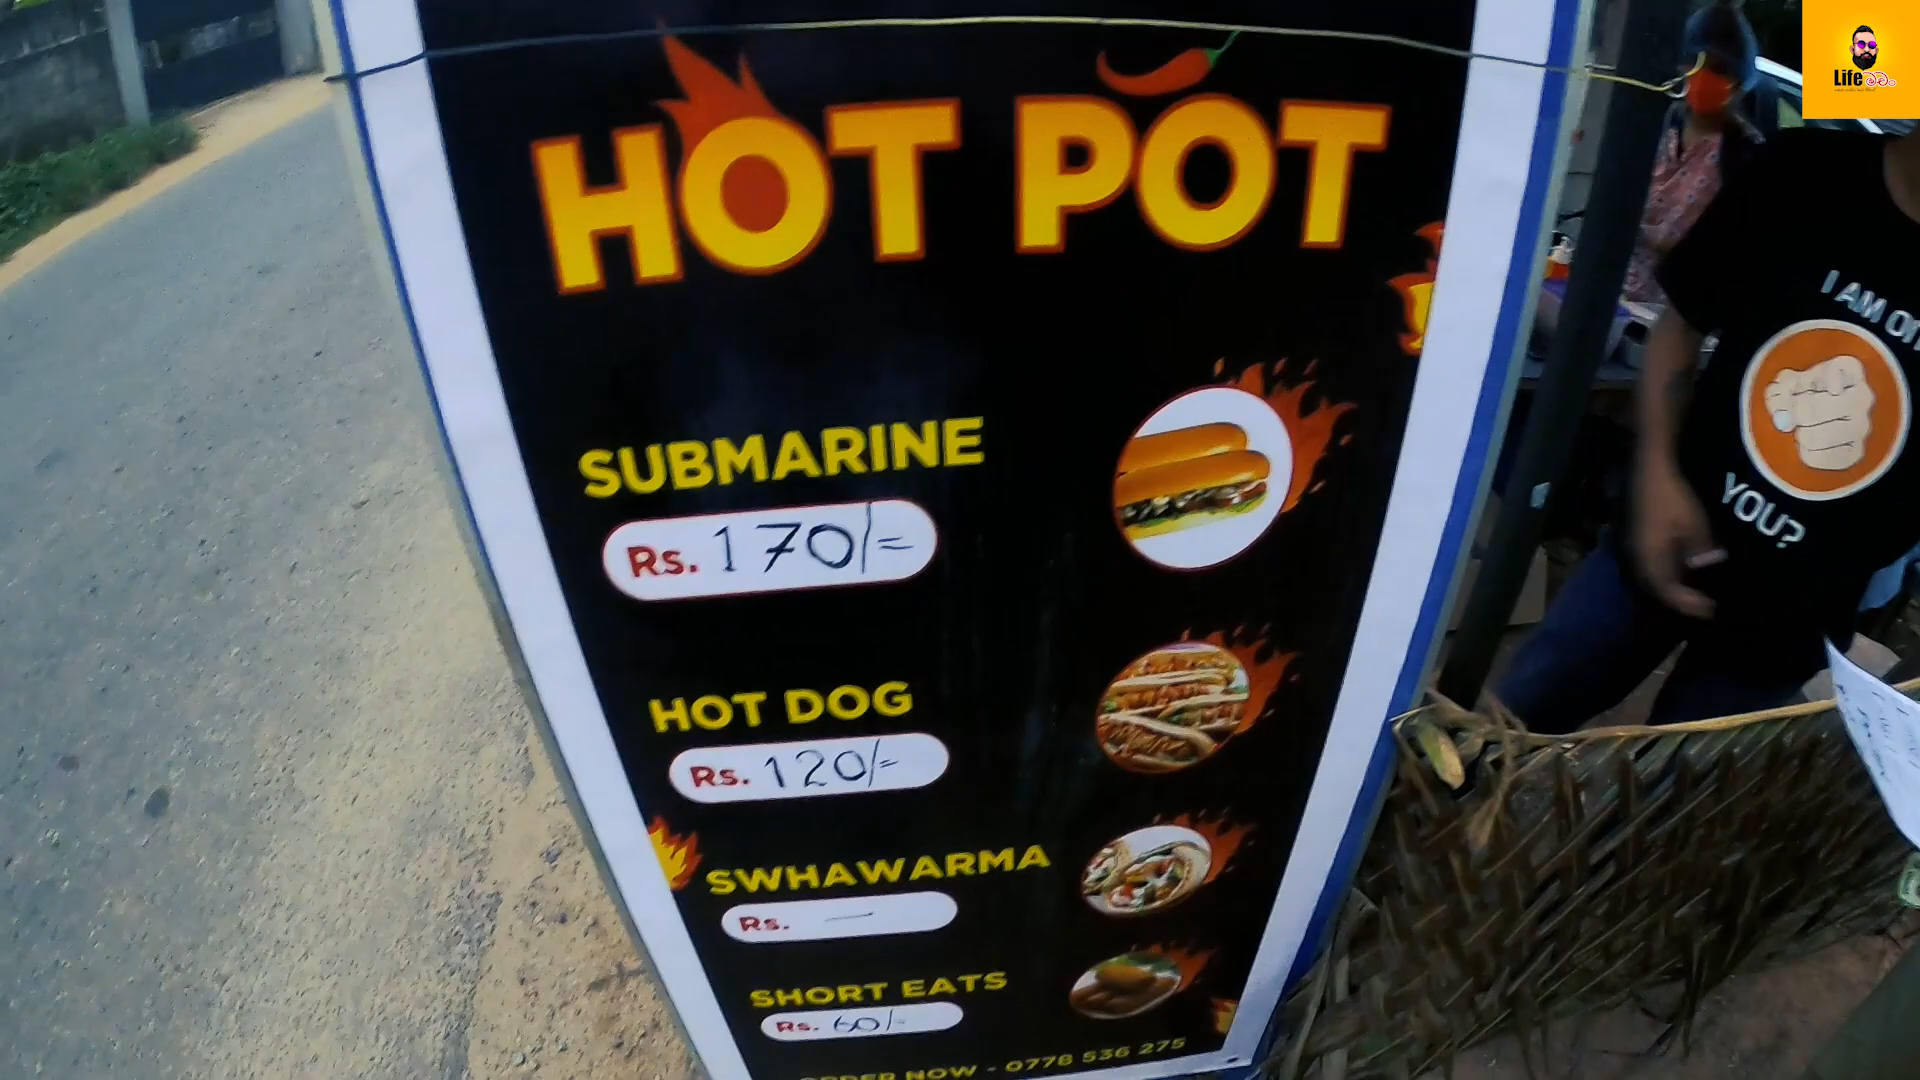 HOT POT
SUBMARINE
Rs. 170/=
HOT DOG
Rs. 120/=
SWHAWARMA
Rs. —
SHORT EATS
Rs. 60/-
ORDER NOW - 0778 536 275
Life මචං
I AM
YOU?